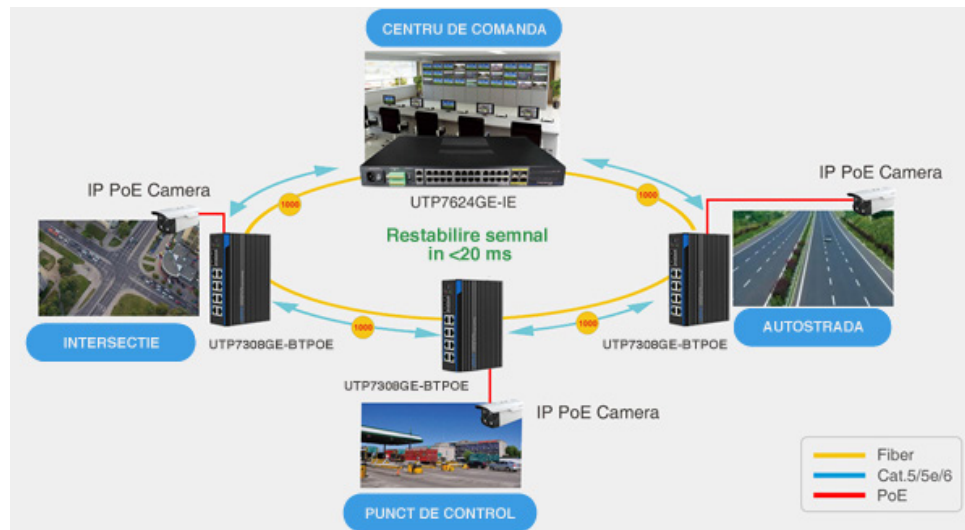 CENTRU DE COMANDA
IP PoE Camera
UTP7624GE-IE
IP PoE Camera
1000
1000
Restabilire semnal
in <20 ms
INTERSECTIE
UTP7308GE-BTPOE
1000
1000
UTP7308GE-BTPOE
AUTOSTRADA
UTP7308GE-BTPOE
IP PoE Camera
PUNCT DE CONTROL
Fiber
Cat.5/5e/6
PoE